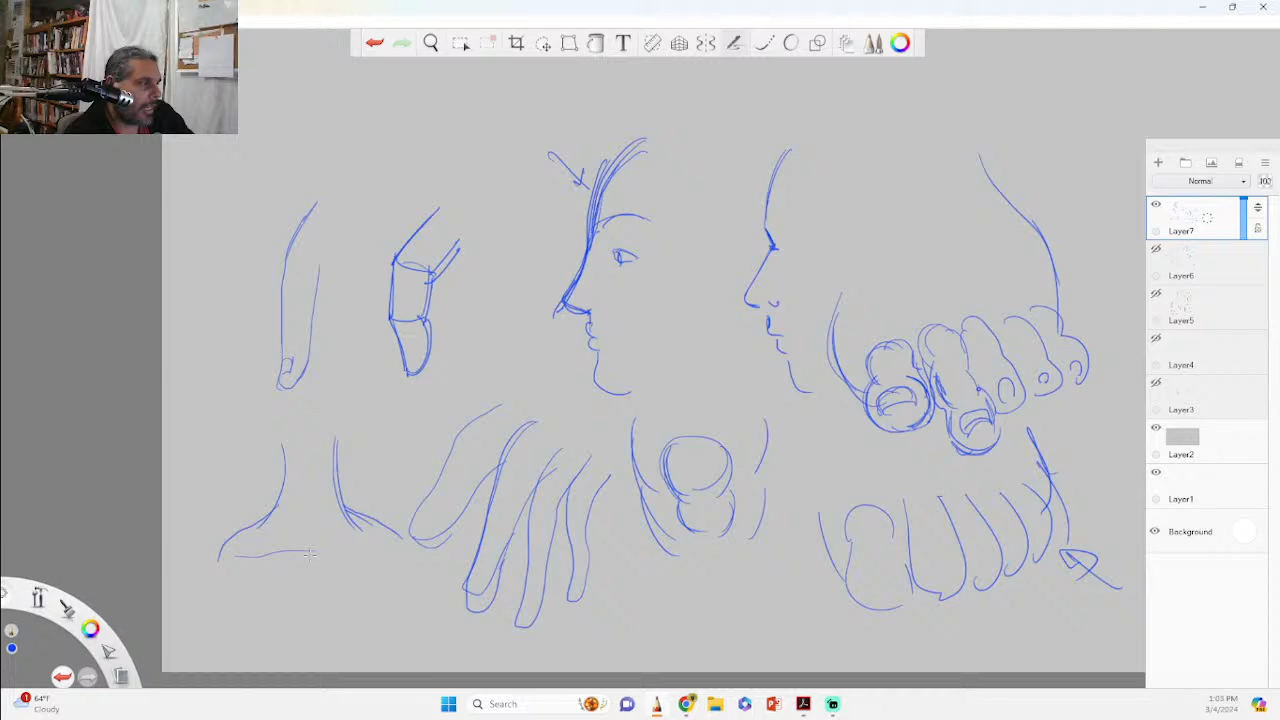 Normal
100
Layer7
Layer6
Layer5
Layer4
Layer3
Layer2
Layer1
Background
1
64°F
Cloudy
Search
1:03 PM
3/4/2024